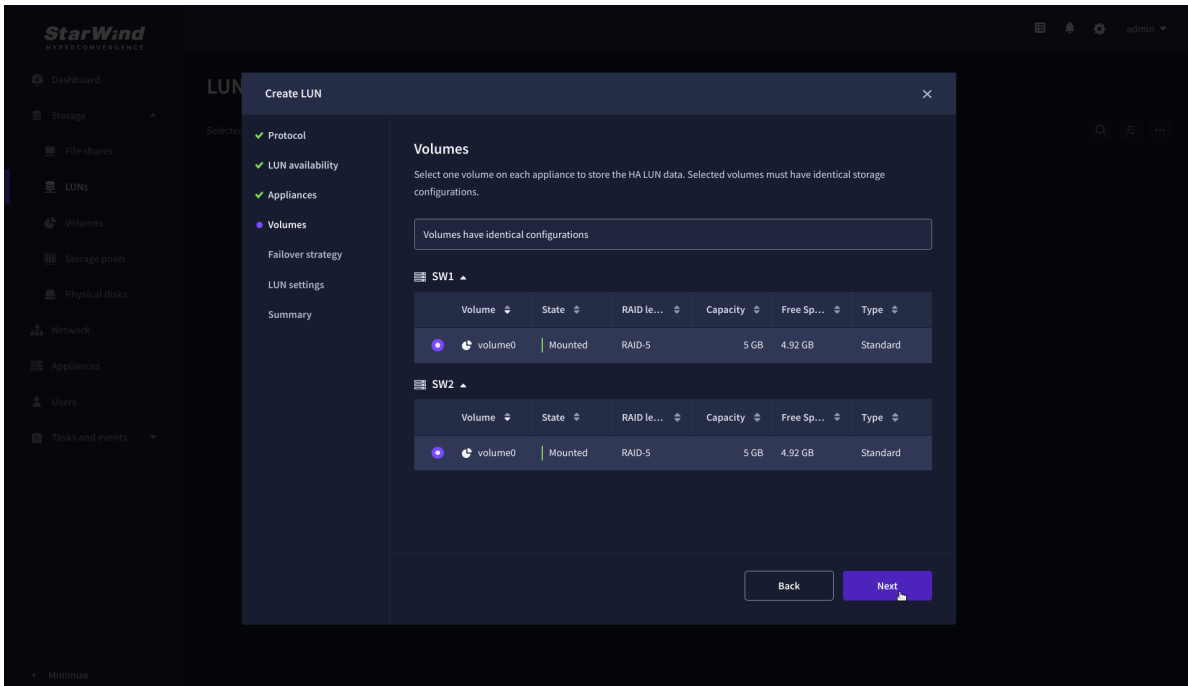 StarWind
HYPERCONVERGENCE
admin
Dashboard
Storage
File shares
LUNs
Volumes
Storage pools
Physical disks
Network
Appliances
Users
Tasks and events
Minimize
LUN
Selected
Create LUN
Protocol
LUN availability
Appliances
Volumes
Failover strategy
LUN settings
Summary
Volumes
Select one volume on each appliance to store the HA LUN data. Selected volumes must have identical storage
configurations.
Volumes have identical configurations
SW1
Volume State RAID le... Capacity Free Sp... Type
volume0 Mounted RAID-5 5 GB 4.92 GB Standard
SW2
Volume State RAID le... Capacity Free Sp... Type
volume0 Mounted RAID-5 5 GB 4.92 GB Standard
Back Next